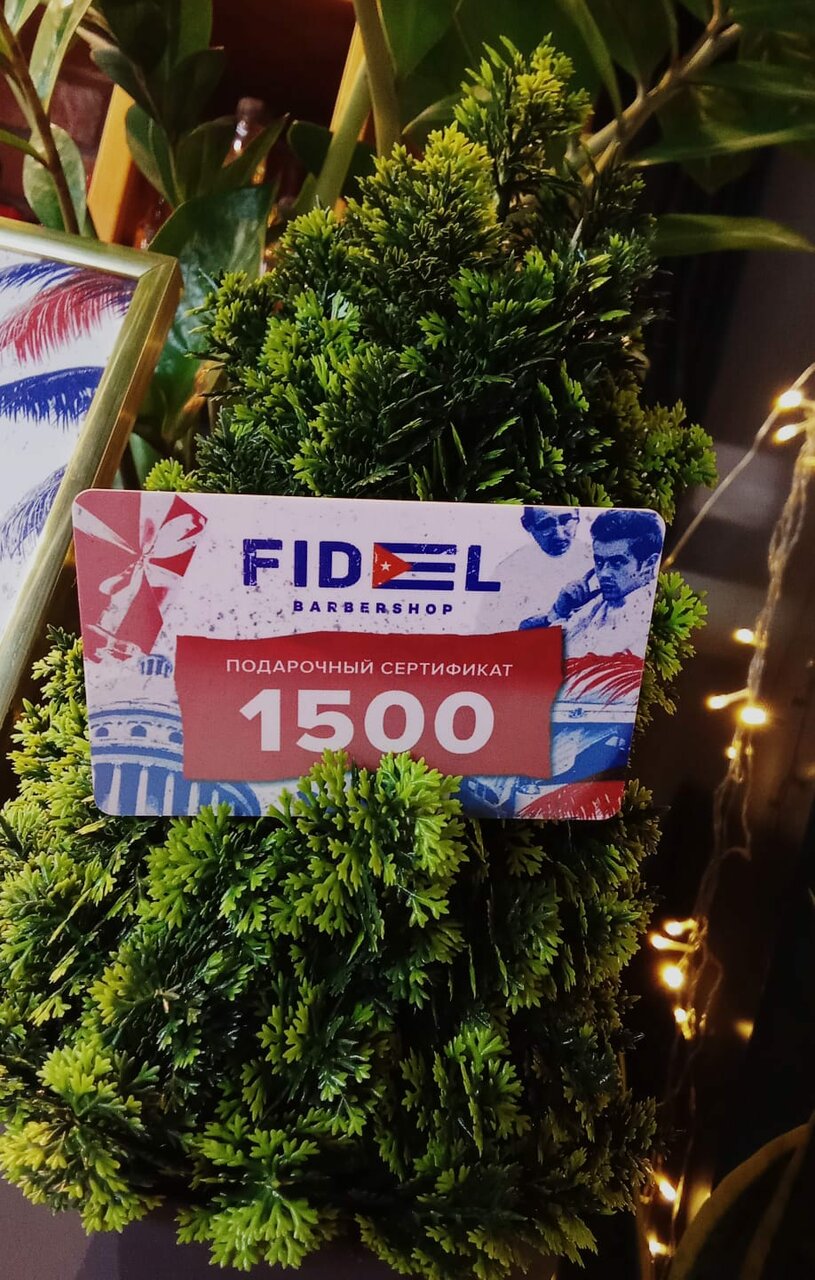 FIDEL
BARBERSHOP
ПОДАРОЧНЫЙ СЕРТИФИКАТ
1500